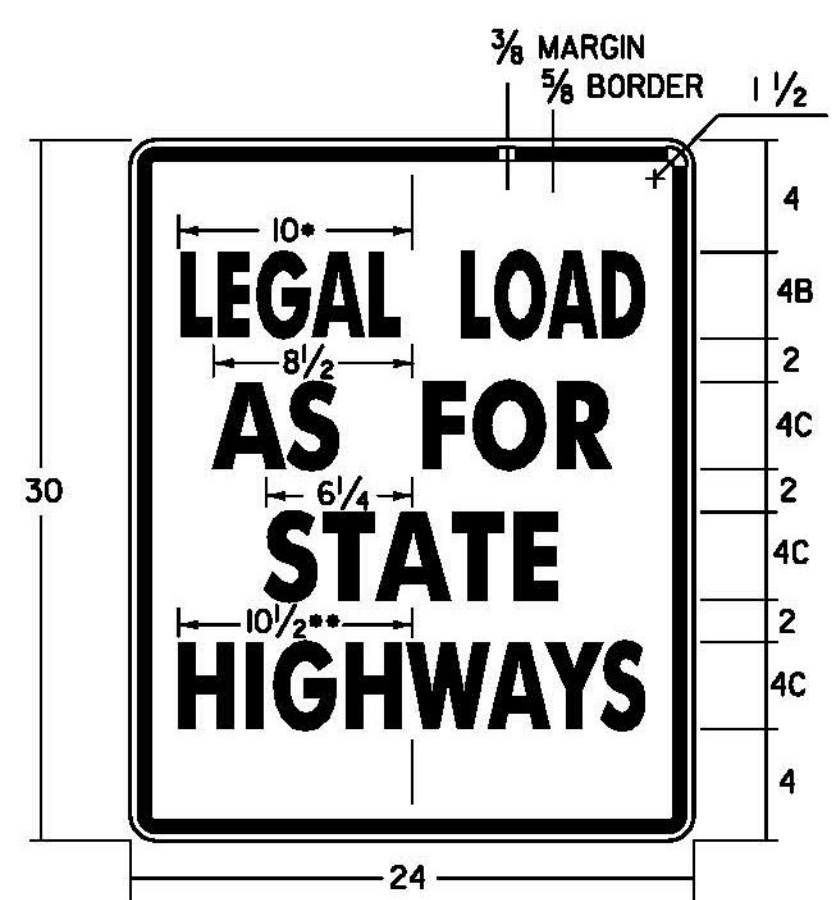 3/8 MARGIN
5/8 BORDER
1 1/2
4
10*
LEGAL LOAD
4B
8 1/2
2
AS FOR
4C
30
6 1/4
2
STATE
4C
10 1/2**
2
HIGHWAYS
4C
4
24